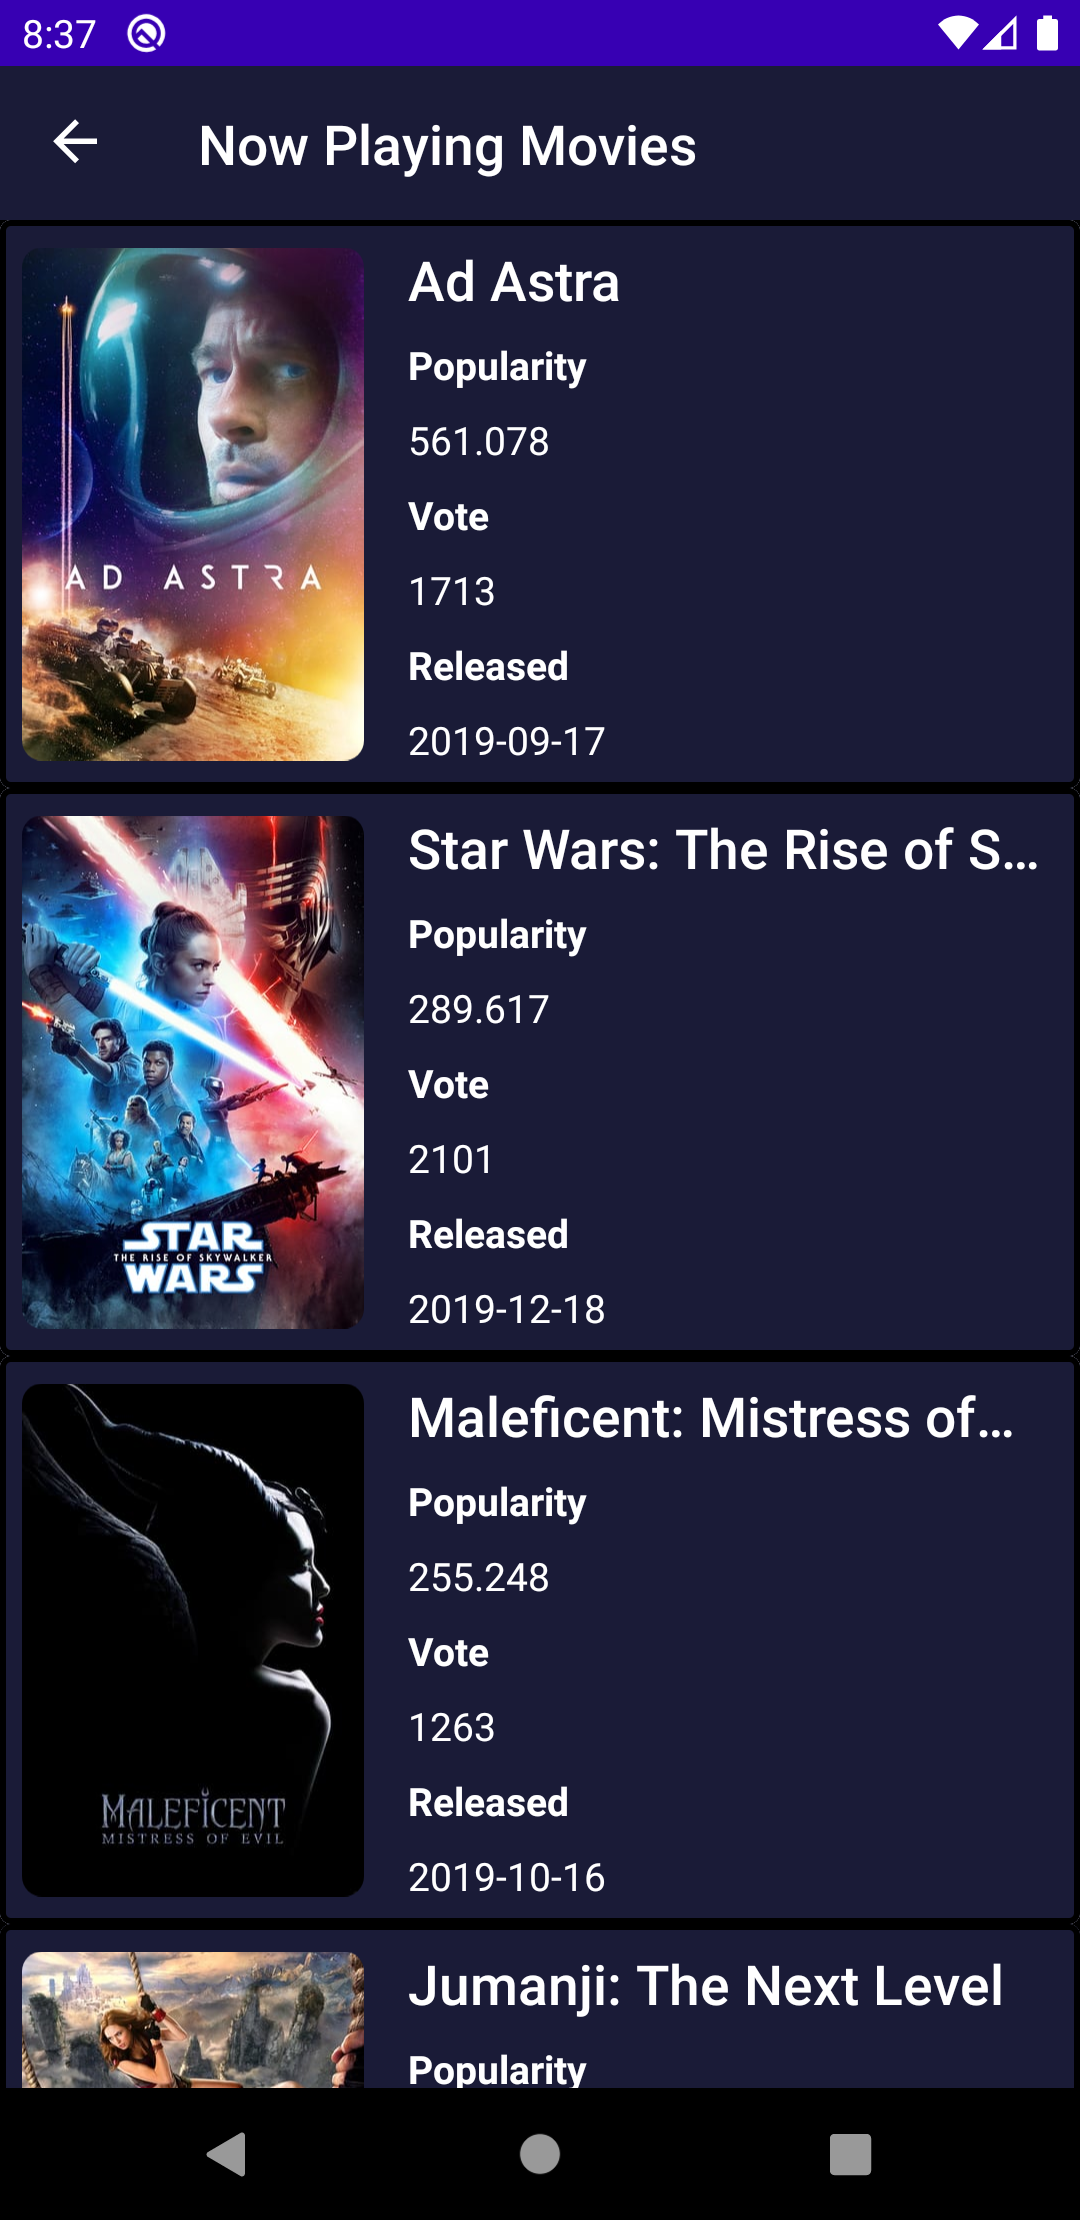 8:37
Now Playing Movies
AD ASTRA
Ad Astra
Popularity
561.078
Vote
1713
Released
2019-09-17
STAR
THE RISE OF SKYWALKER
WARS
Star Wars: The Rise of S...
Popularity
289.617
Vote
2101
Released
2019-12-18
MALEFICENT
MISTRESS OF EVIL
Maleficent: Mistress of...
Popularity
255.248
Vote
1263
Released
2019-10-16
Jumanji: The Next Level
Popularity